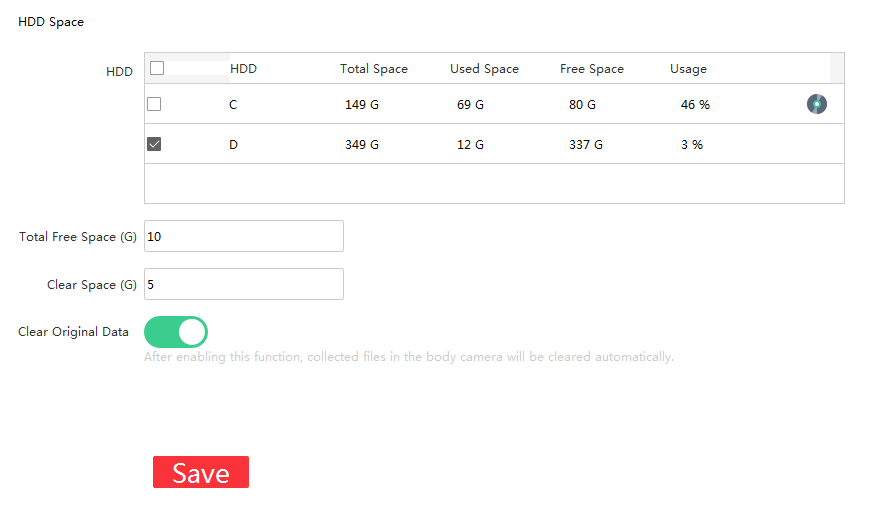 HDD Space
HDD
HDD Total Space Used Space Free Space Usage
C 149 G 69 G 80 G 46 %
D 349 G 12 G 337 G 3 %
Total Free Space (G) 10
Clear Space (G) 5
Clear Original Data
After enabling this function, collected files in the body camera will be cleared automatically.
Save